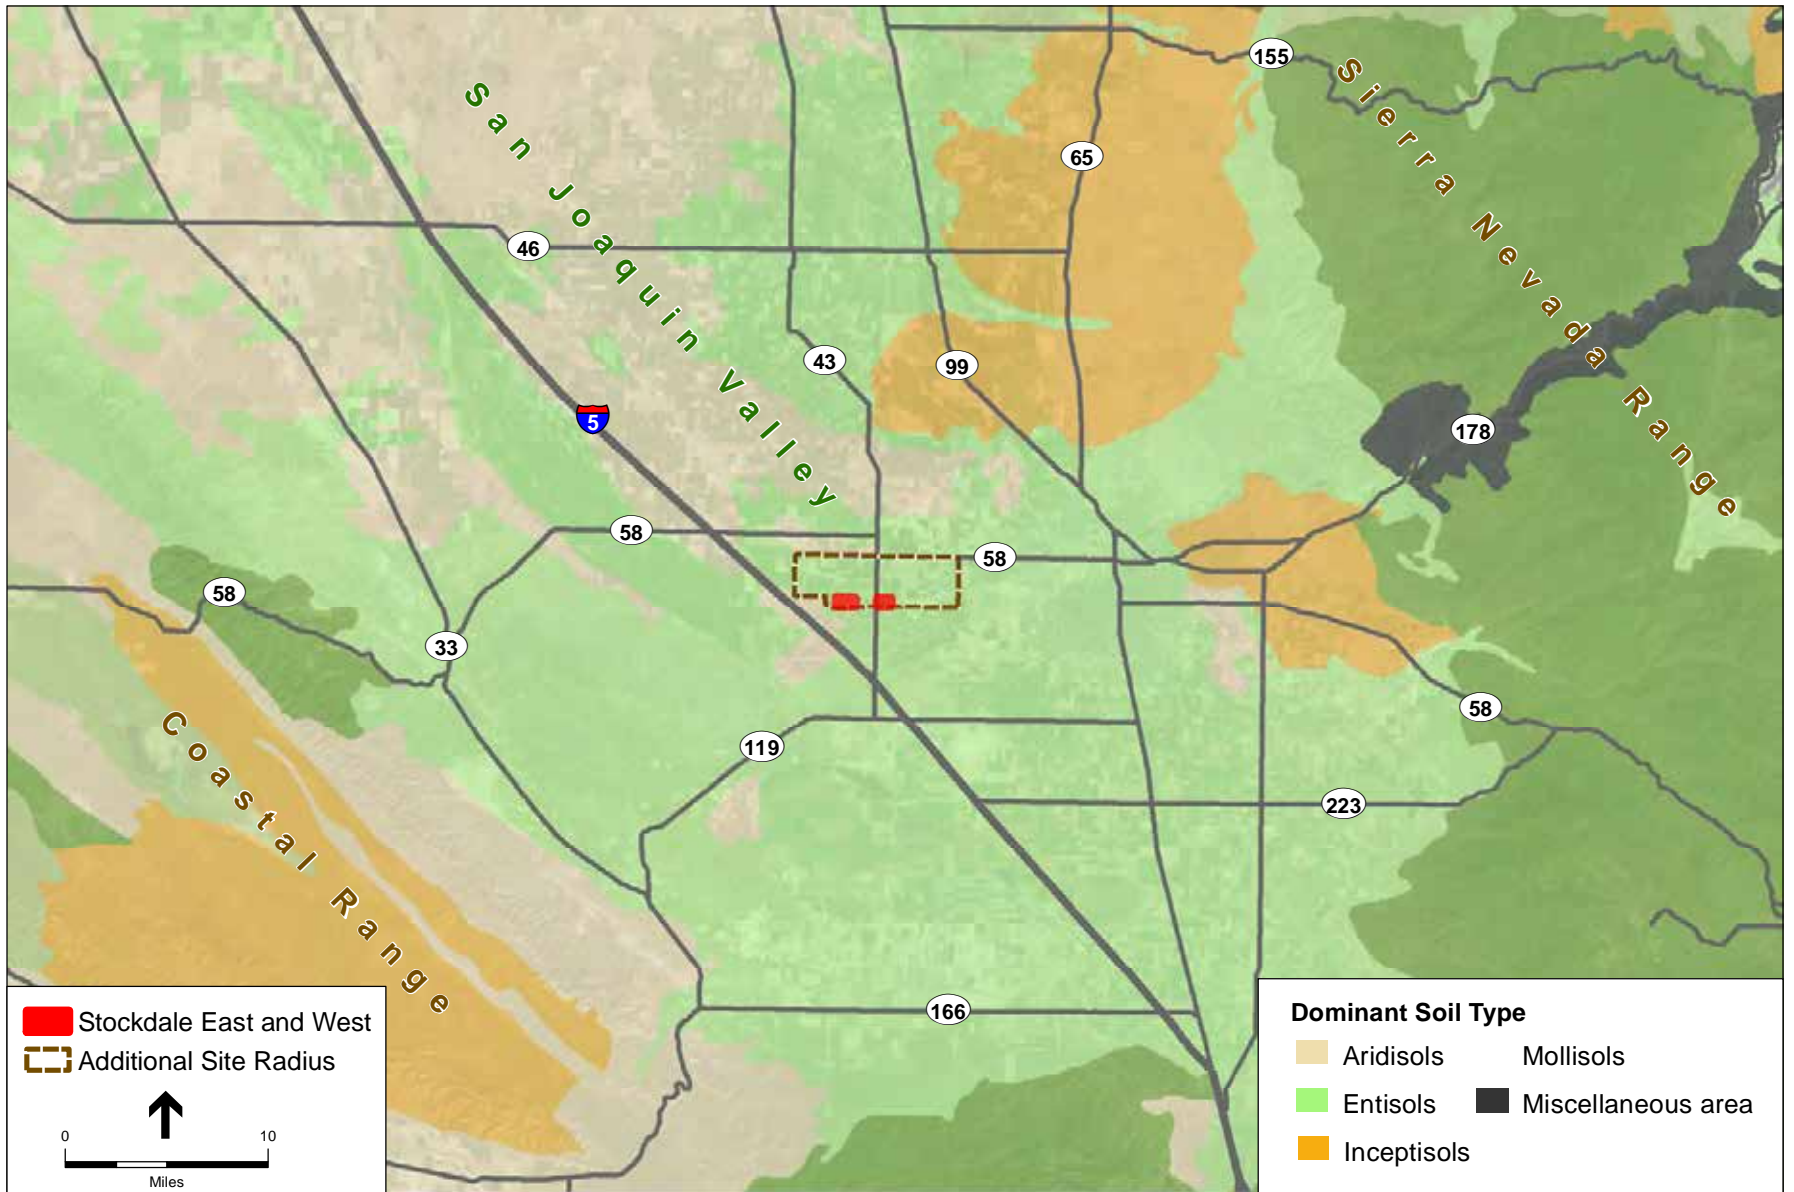 155
Sierra Nevada Range
San Joaquin Valley
65
46
43
99
5
178
58
58
58
33
58
119
223
Coastal Range
166
Stockdale East and West
Additional Site Radius
0 10
Miles
Dominant Soil Type
Aridisols
Mollisols
Entisols
Miscellaneous area
Inceptisols